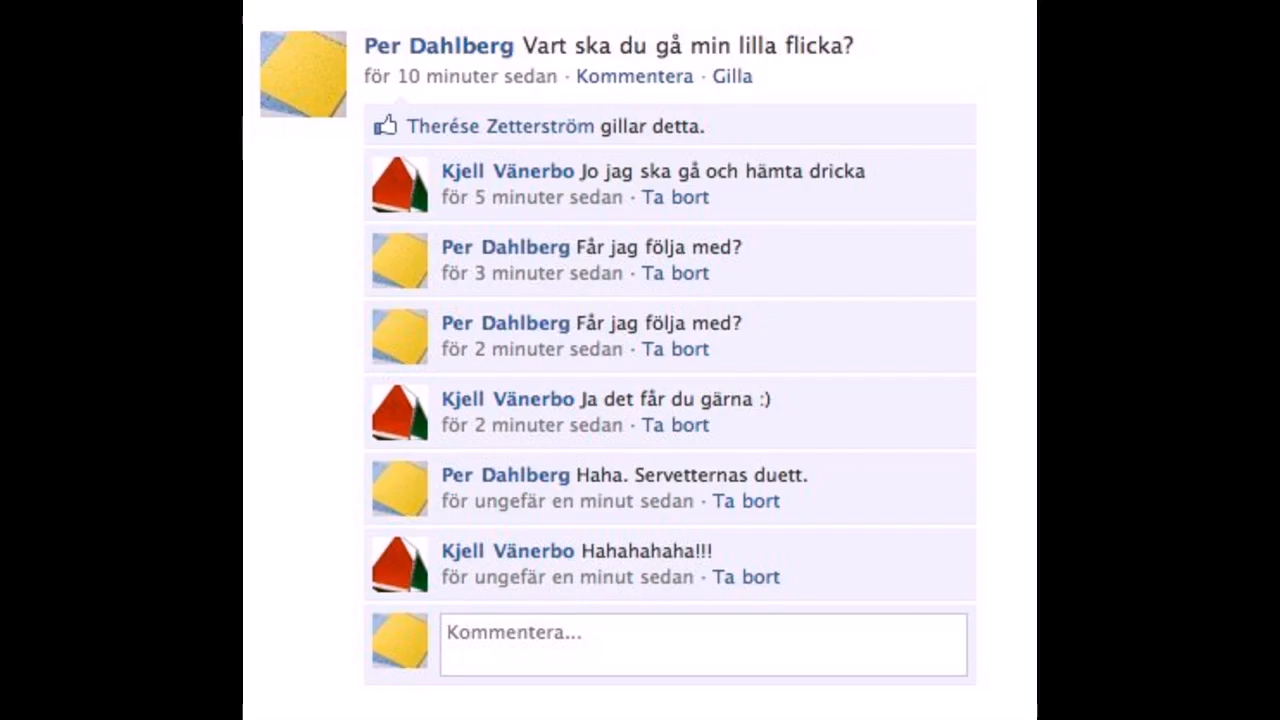 Per Dahlberg Vart ska du gå min lilla flicka?
för 10 minuter sedan · Kommentera · Gilla
Therése Zetterström gillar detta.
Kjell Vänerbo Jo jag ska gå och hämta dricka
för 5 minuter sedan · Ta bort
Per Dahlberg Får jag följa med?
för 3 minuter sedan · Ta bort
Per Dahlberg Får jag följa med?
för 2 minuter sedan · Ta bort
Kjell Vänerbo Ja det får du gärna :)
för 2 minuter sedan · Ta bort
Per Dahlberg Haha. Servetternas duett.
för ungefär en minut sedan · Ta bort
Kjell Vänerbo Hahahahaha!!!
för ungefär en minut sedan · Ta bort
Kommentera...